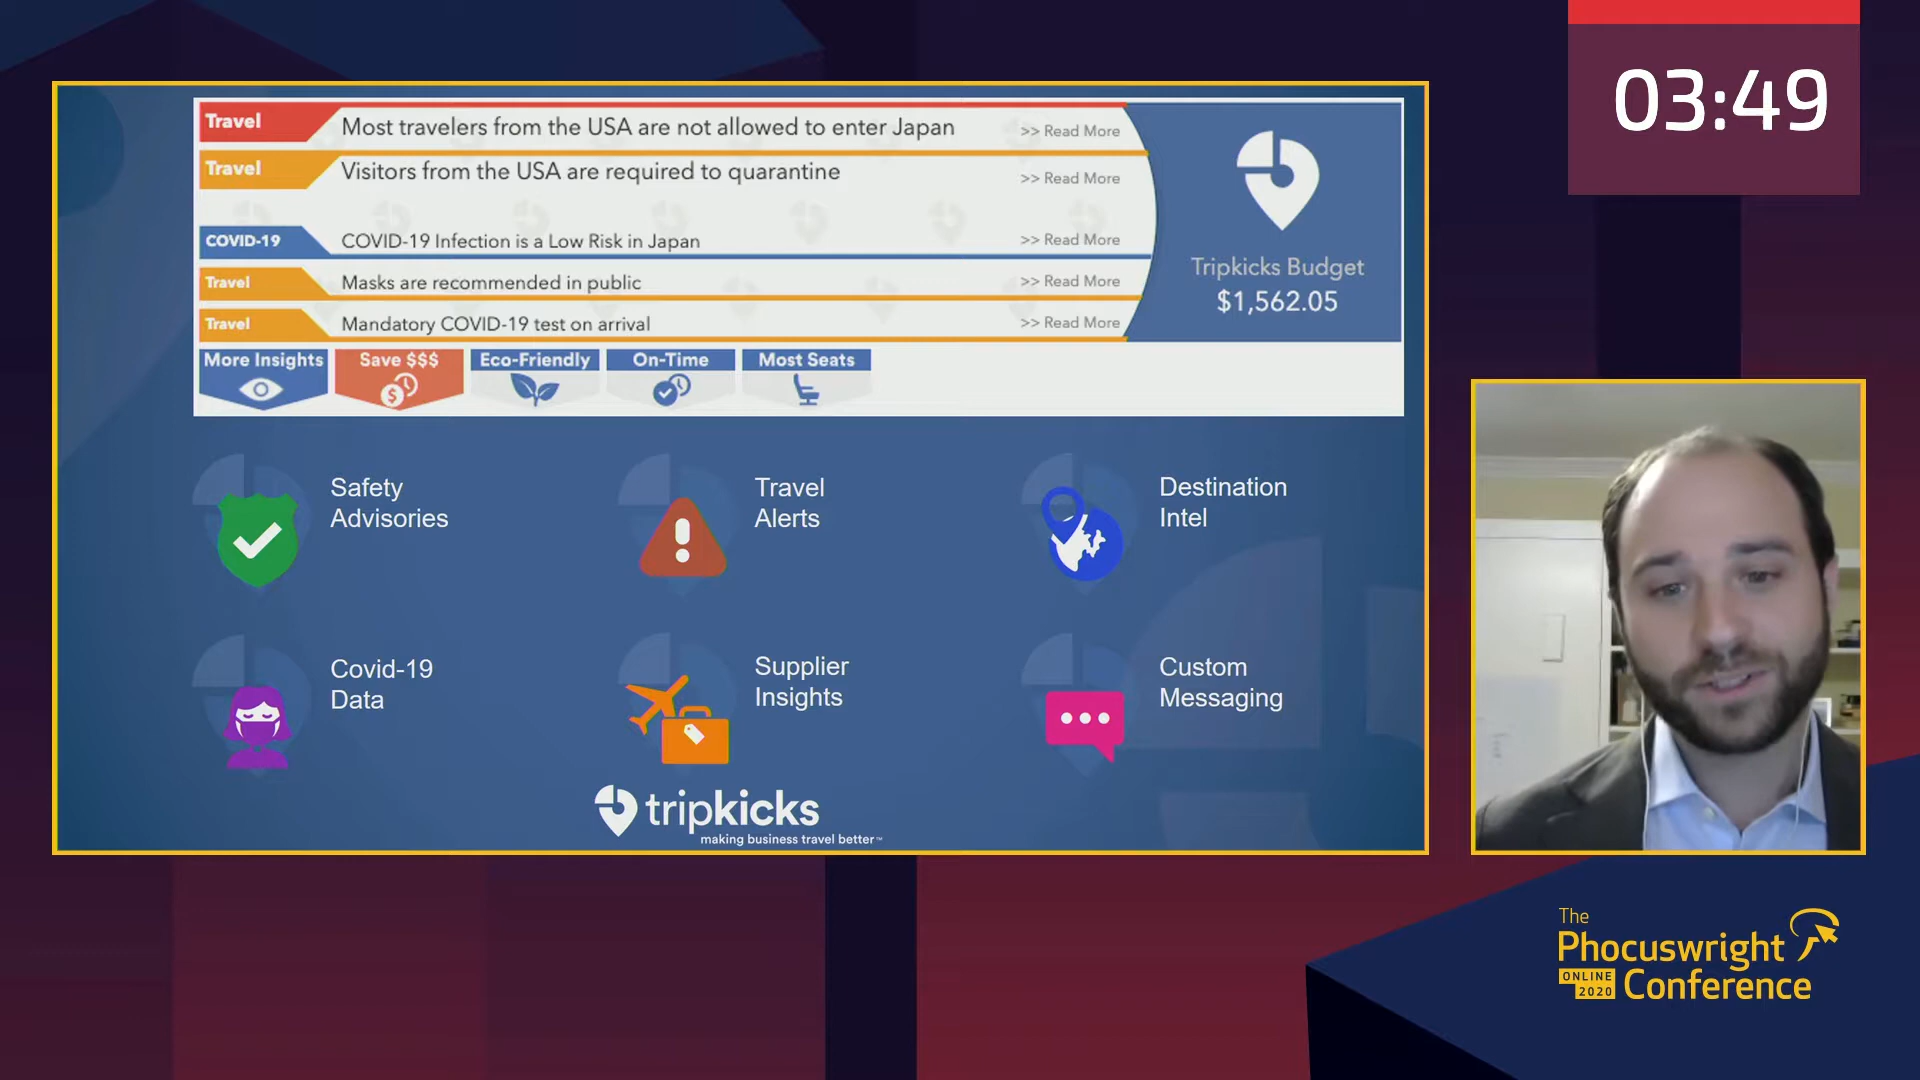 03:49
Travel
Most travelers from the USA are not allowed to enter Japan
>> Read More
Travel
Visitors from the USA are required to quarantine
>> Read More
COVID-19
COVID-19 Infection is a Low Risk in Japan
>> Read More
Travel
Masks are recommended in public
>> Read More
Travel
Mandatory COVID-19 test on arrival
>> Read More
Tripkicks Budget
$1,562.05
More Insights
Save $$$
Eco-Friendly
On-Time
Most Seats
Safety
Advisories
Travel
Alerts
Destination
Intel
Covid-19
Data
Supplier
Insights
Custom
Messaging
tripkicks
making business travel better™
The
Phocuswright
ONLINE
2020
Conference